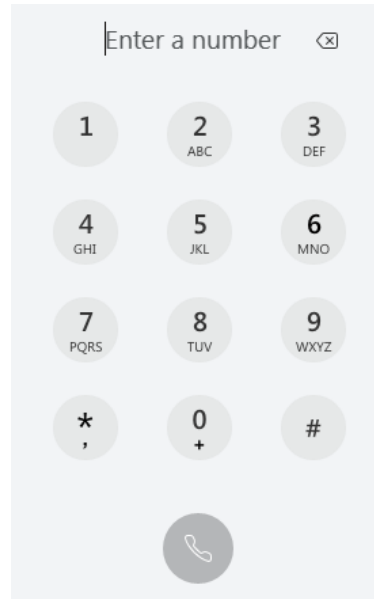 Enter a number
1 2 3
ABC DEF
4 5 6
GHI JKL MNO
7 8 9
PQRS TUV WXYZ
* 0 #
, +